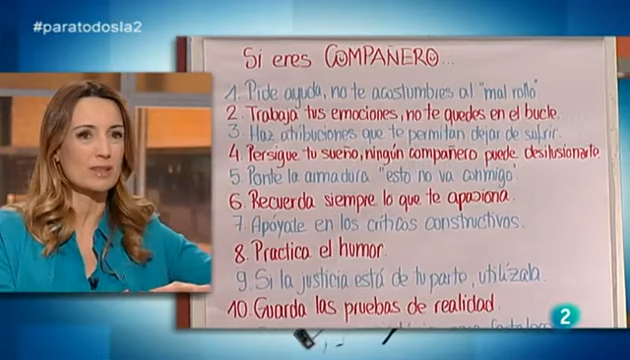 #paratodosla2
Si eres COMPAÑERO...
1. Pide ayuda, no te acostumbres al "mal rollo".
2. Trabaja tus emociones, no te quedes en el bucle.
3. Haz atribuciones que te permitan dejar de sufrir.
4. Persigue tu sueño, ningún compañero puede desilusionarte
5. Ponte la armadura "esto no va conmigo".
6. Recuerda siempre lo que te apasiona.
7. Apóyate en los críticos constructivos.
8. Practica el humor.
9. Si la justicia está de tu parte, utilízala.
10. Guarda las pruebas de realidad.
2